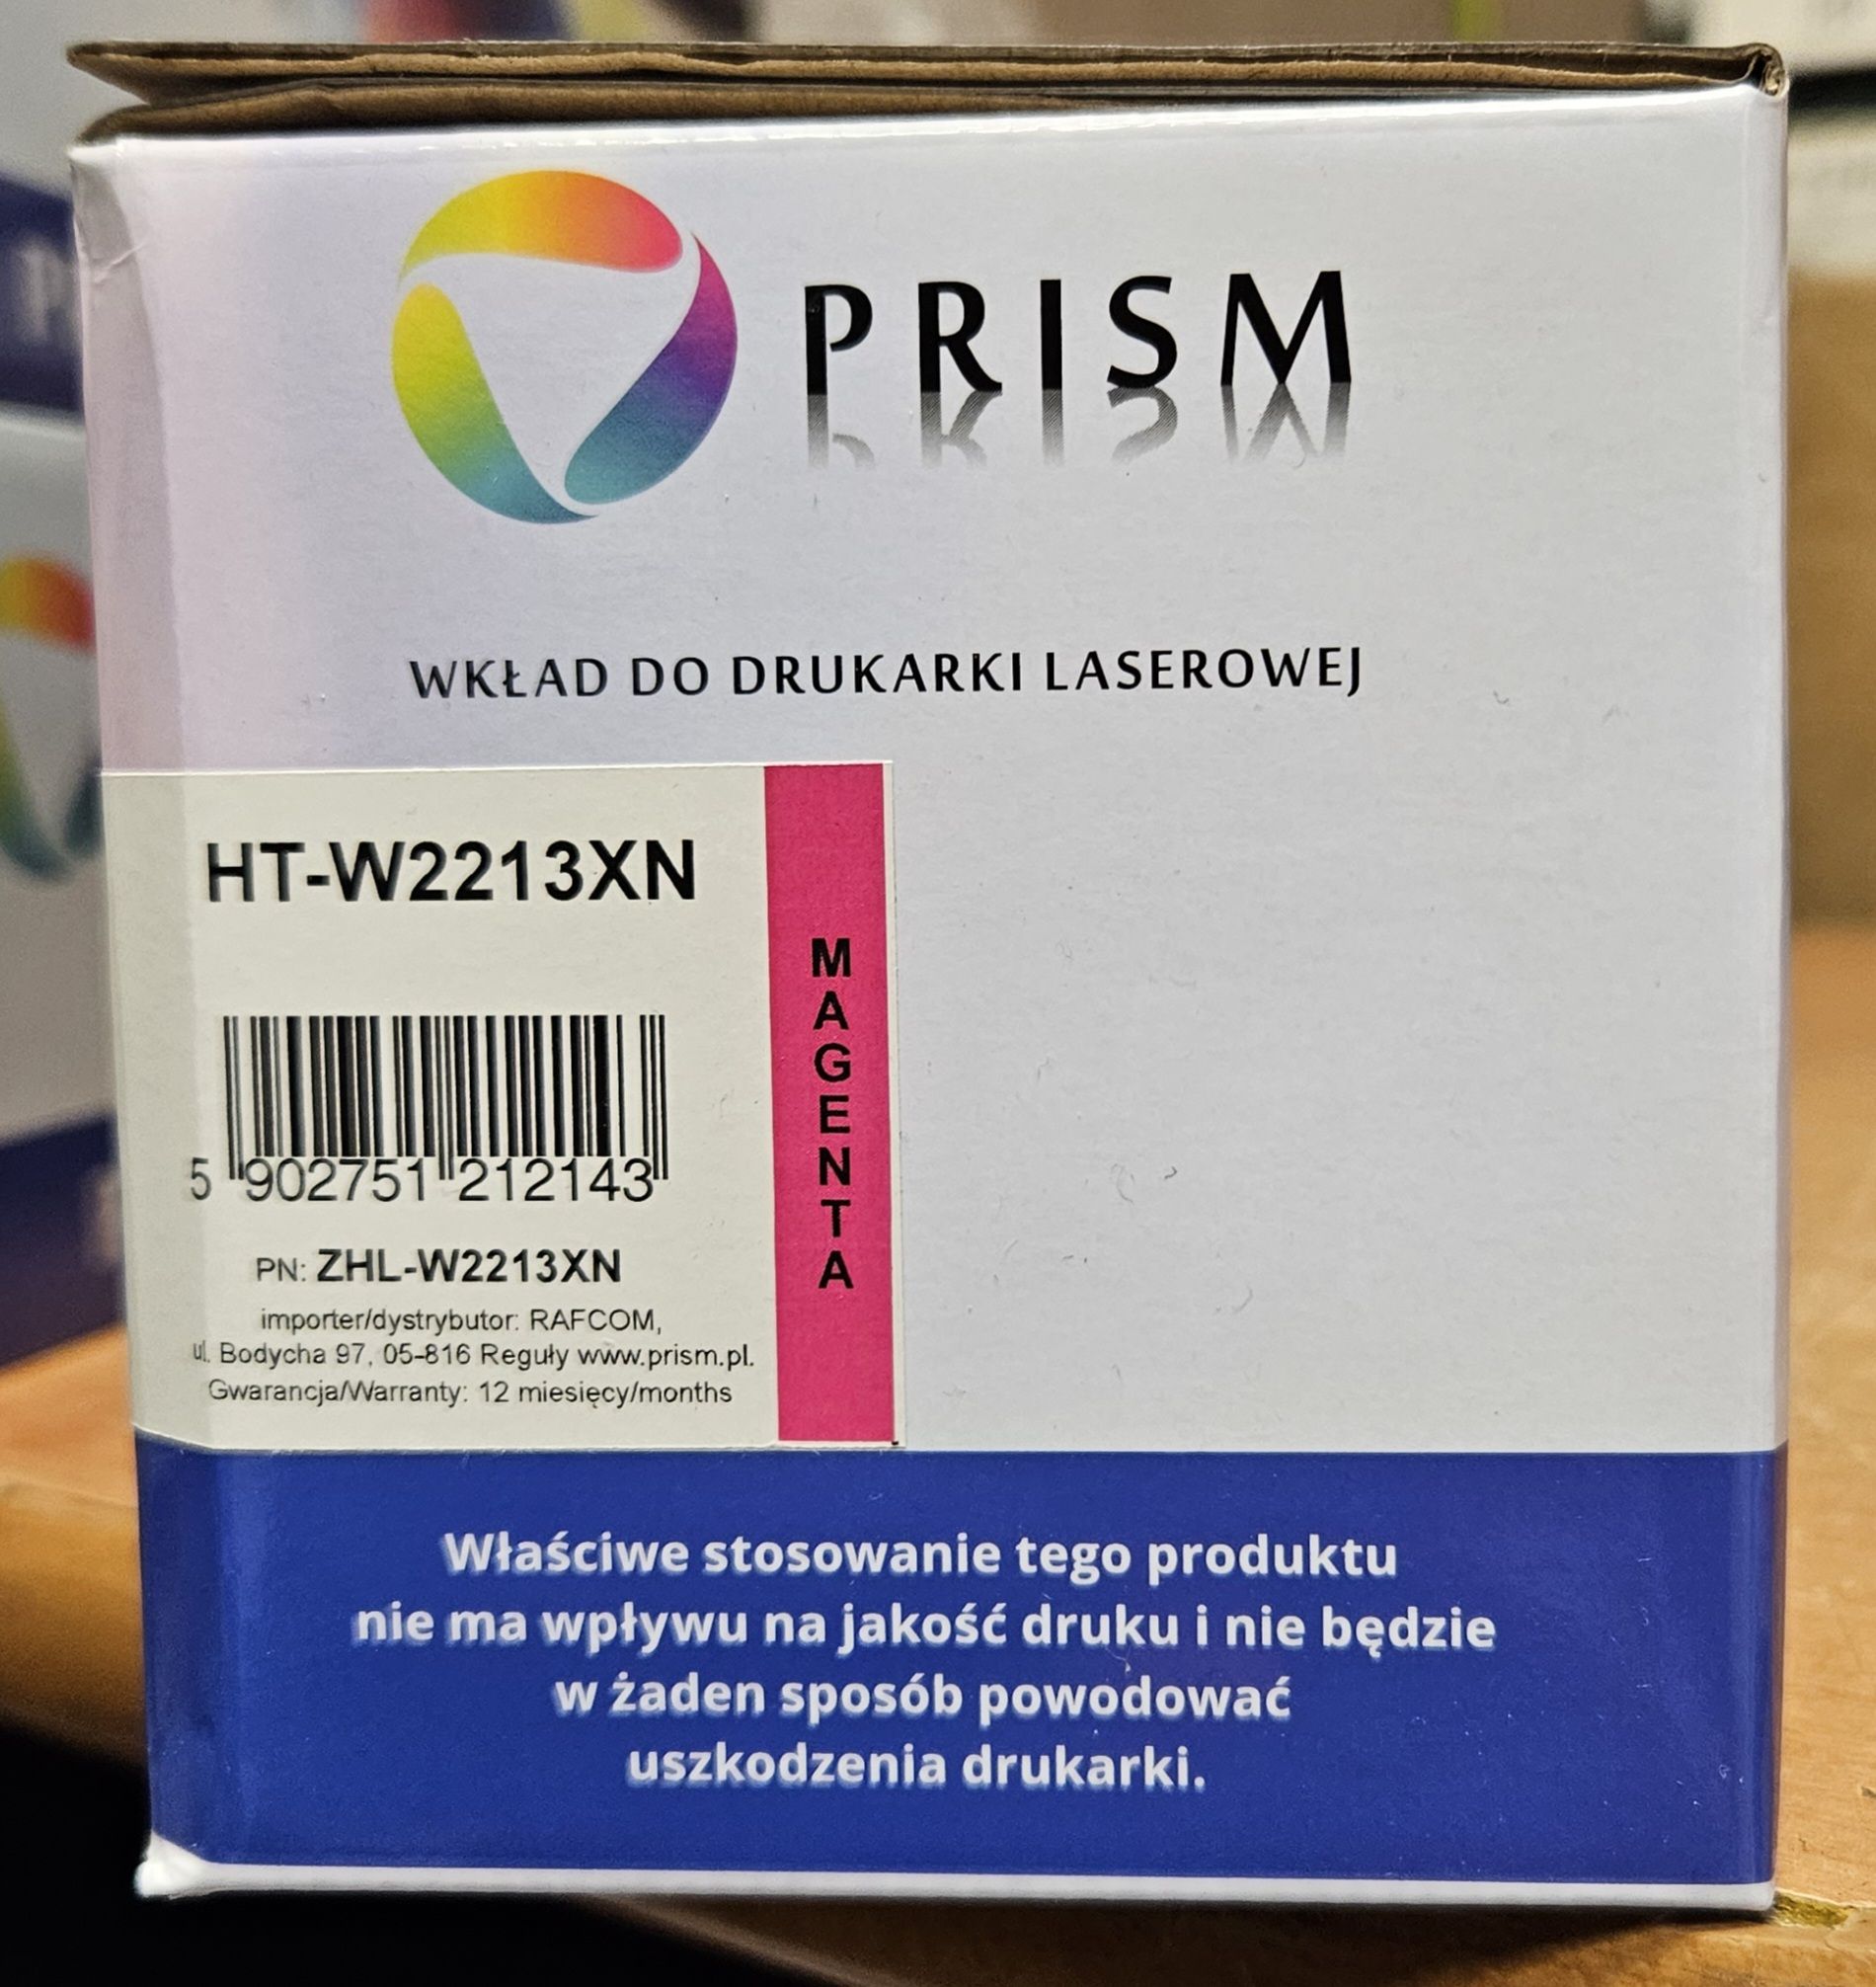 PRISM
WKŁAD DO DRUKARKI LASEROWEJ
HT-W2213XN
MAGENTA
5 902751 212143
PN: ZHL-W2213XN
importer/dystrybutor: RAFCOM,
ul. Bodycha 97, 05-816 Reguły www.prism.pl.
Gwarancja/Warranty: 12 miesięcy/months
Właściwe stosowanie tego produktu
nie ma wpływu na jakość druku i nie będzie
w żaden sposób powodować
uszkodzenia drukarki.